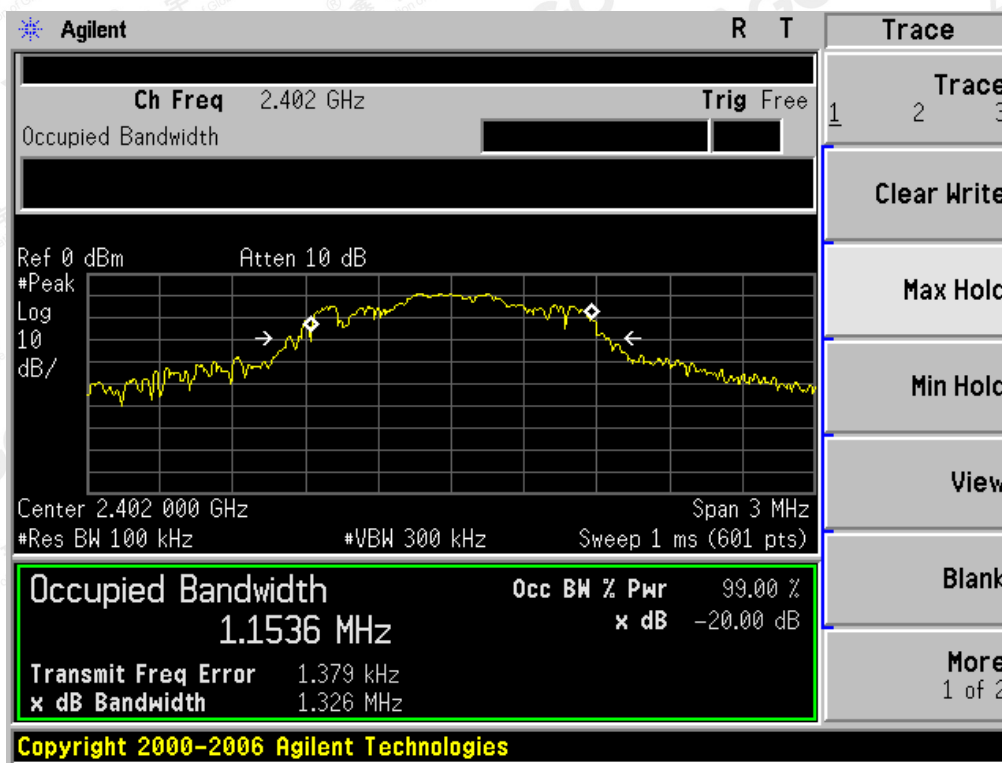 Agilent R T Trace
Ch Freq 2.402 GHz Trig Free
Occupied Bandwidth
Trace
1 2 3
Clear Write
Max Hold
Min Hold
View
Blank
More
1 of 2
Ref 0 dBm Atten 10 dB
#Peak
Log
10
dB/
Center 2.402 000 GHz Span 3 MHz
#Res BW 100 kHz #VBW 300 kHz Sweep 1 ms (601 pts)
Occupied Bandwidth Occ BW % Pwr 99.00 %
1.1536 MHz x dB -20.00 dB
Transmit Freq Error 1.379 kHz
x dB Bandwidth 1.326 MHz
Copyright 2000-2006 Agilent Technologies